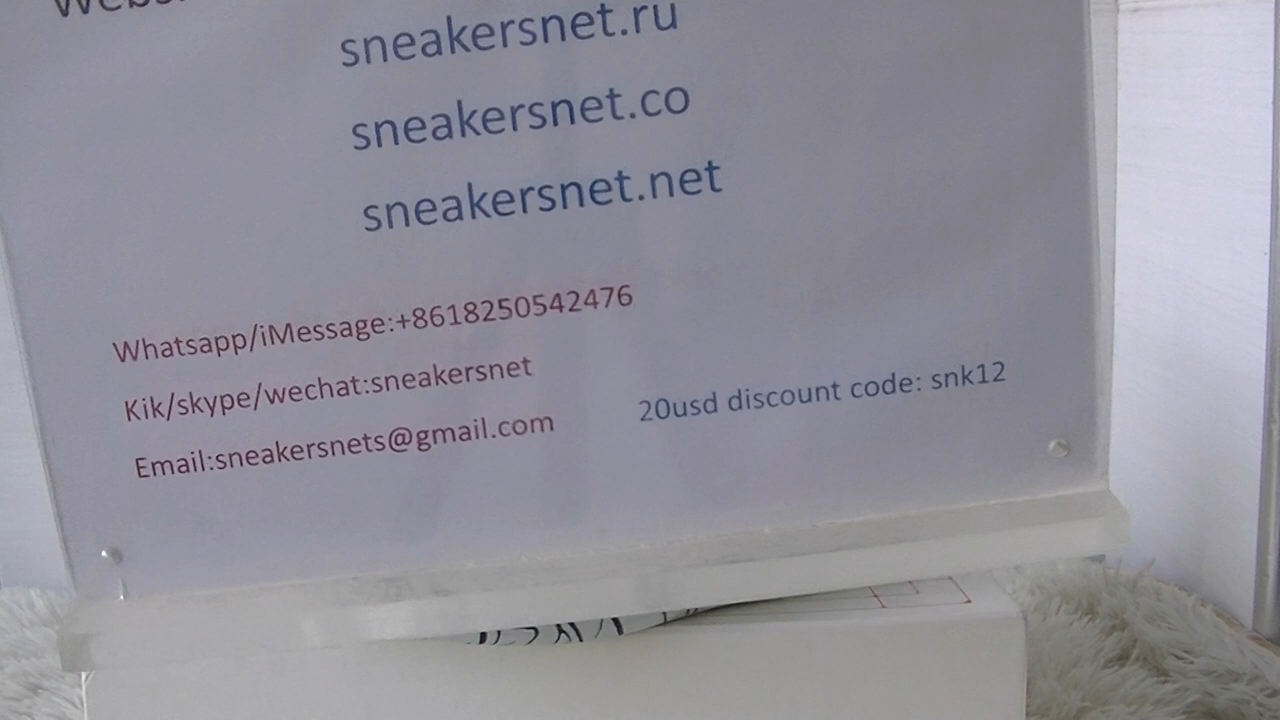 sneakersnet.ru
sneakersnet.co
sneakersnet.net
Whatsapp/iMessage:+8618250542476
Kik/skype/wechat:sneakersnet
Email:sneakersnets@gmail.com
20usd discount code: snk12